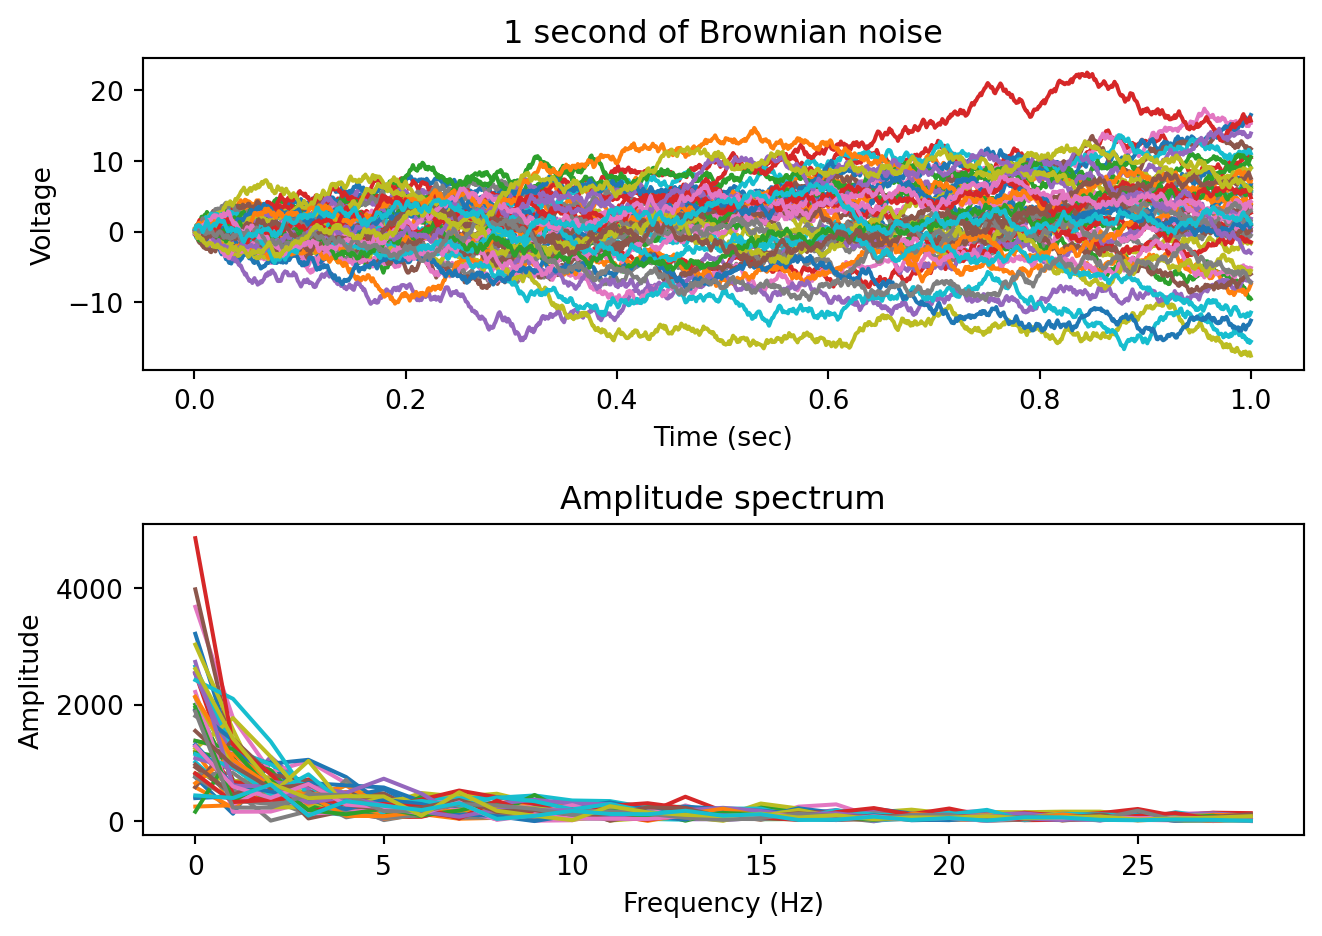 1 second of Brownian noise
20
10
0
−10
Voltage
0.0 0.2 0.4 0.6 0.8 1.0
Time (sec)
Amplitude spectrum
4000
2000
0
Amplitude
0 5 10 15 20 25
Frequency (Hz)